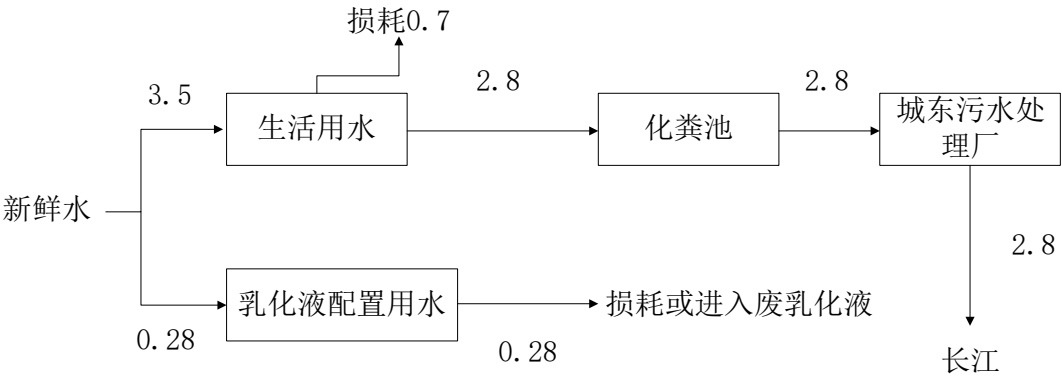 损耗0.7
3.5
2.8
2.8
生活用水
化粪池
城东污水处
理厂
新鲜水
2.8
乳化液配置用水
损耗或进入废乳化液
0.28
0.28
长江